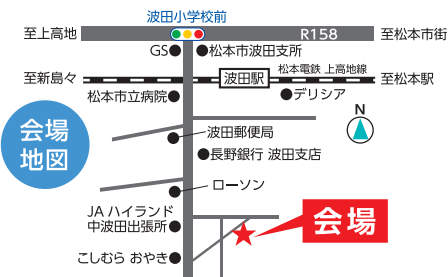 波田小学校前
至上高地
R158
至松本市街
GS
松本市波田支所
松本電鉄 上高地線
至新島々
波田駅
至松本駅
松本市立病院
デリシア
N
会場
地図
波田郵便局
長野銀行 波田支店
ローソン
JA ハイランド
中波田出張所
会場
こしむら おやき